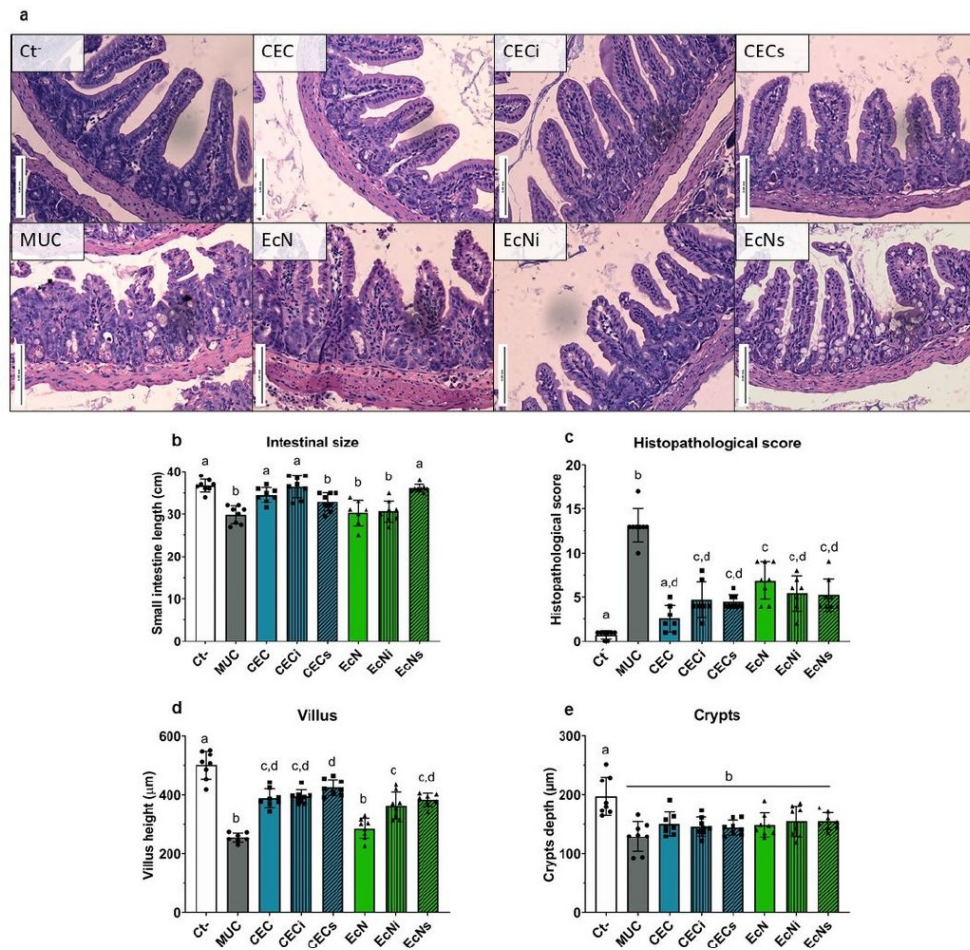 a
Ct-
CEC
CECi
CECs
MUC
EcN
EcNi
EcNs
b
Intestinal size
Small intestine length (cm)
40
30
20
10
0
a
b
a
a
b
b
b
a
Ct-
MUC
CEC
CECi
CECs
EcN
EcNi
EcNs
c
Histopathological score
Histopathological score
20
15
10
5
0
a
b
a,d
c,d
c,d
c
c,d
c,d
Ct-
MUC
CEC
CECi
CECs
EcN
EcNi
EcNs
d
Villus
Villus height (µm)
600
400
200
0
a
b
c,d
c,d
d
b
c
c,d
Ct-
MUC
CEC
CECi
CECs
EcN
EcNi
EcNs
e
Crypts
Crypts depth (µm)
300
200
100
0
a
b
Ct-
MUC
CEC
CECi
CECs
EcN
EcNi
EcNs